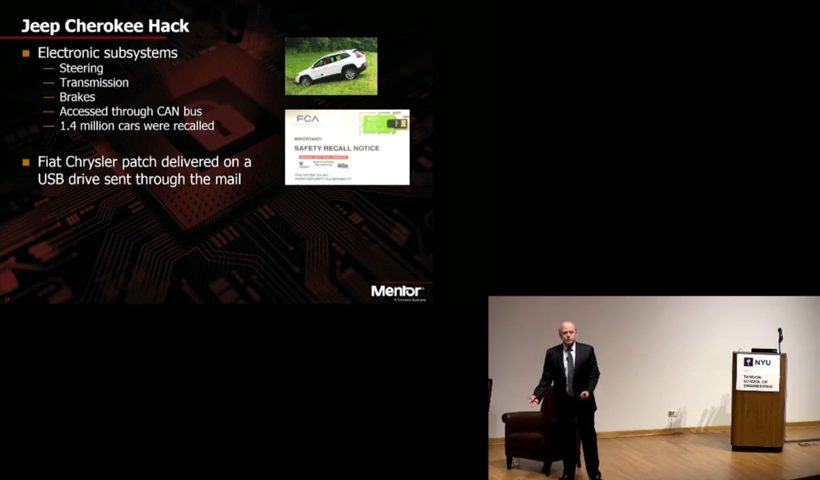 Jeep Cherokee Hack
Electronic subsystems
— Steering
— Transmission
— Brakes
— Accessed through CAN bus
— 1.4 million cars were recalled
Fiat Chrysler patch delivered on a
USB drive sent through the mail
FCA
IMPORTANT!
SAFETY RECALL NOTICE
Mentor
A Siemens Business
NYU
TANDON
SCHOOL OF
ENGINEERING